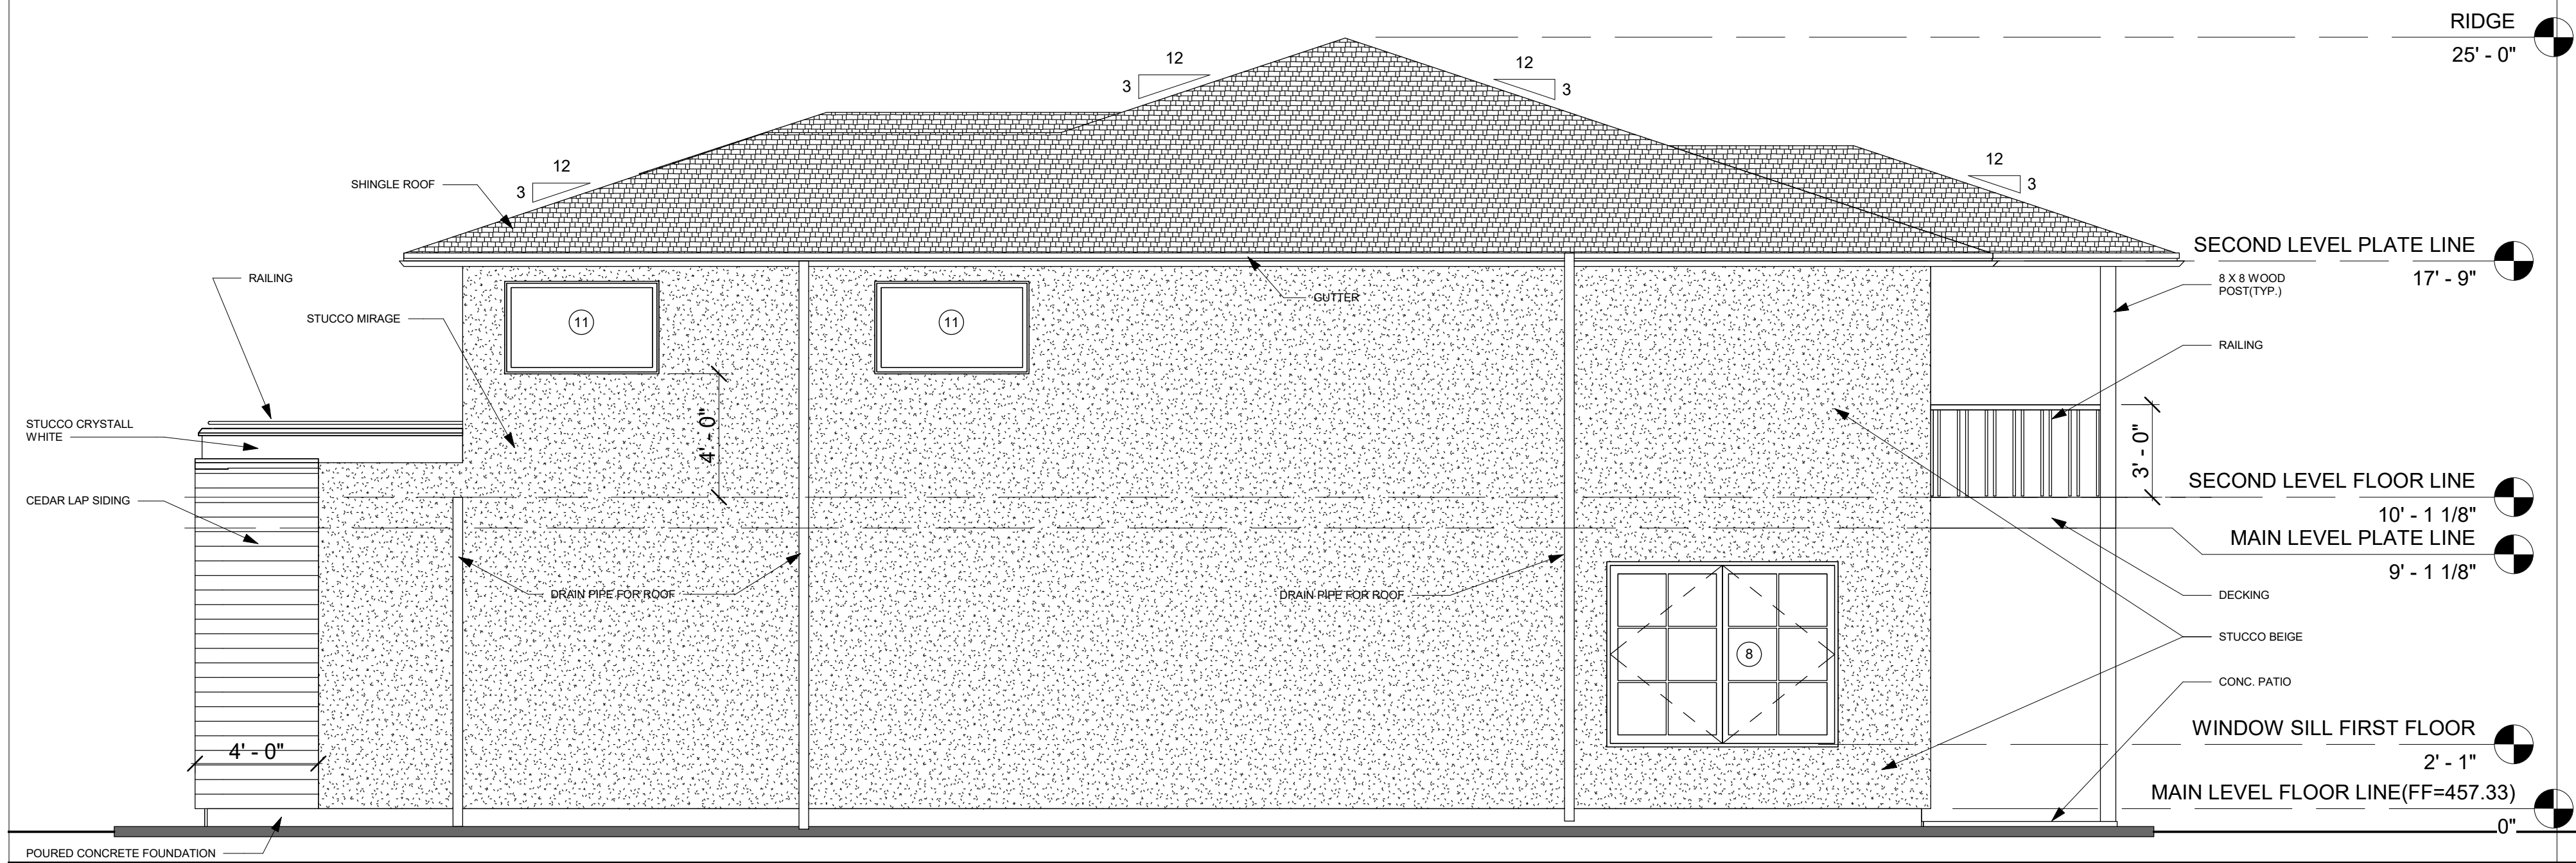 RIDGE
25' - 0"
12
3
12
3
12
3
12
3
SHINGLE ROOF
SECOND LEVEL PLATE LINE
17' - 9"
8 X 8 WOOD
POST(TYP.)
RAILING
GUTTER
STUCCO MIRAGE
11
11
RAILING
4' - 0"
STUCCO CRYSTALL
WHITE
3' - 0"
SECOND LEVEL FLOOR LINE
10' - 1 1/8"
CEDAR LAP SIDING
MAIN LEVEL PLATE LINE
9' - 1 1/8"
DRAIN PIPE FOR ROOF
DRAIN PIPE FOR ROOF
DECKING
STUCCO BEIGE
8
CONC. PATIO
WINDOW SILL FIRST FLOOR
2' - 1"
4' - 0"
MAIN LEVEL FLOOR LINE(FF=457.33)
0"
POURED CONCRETE FOUNDATION